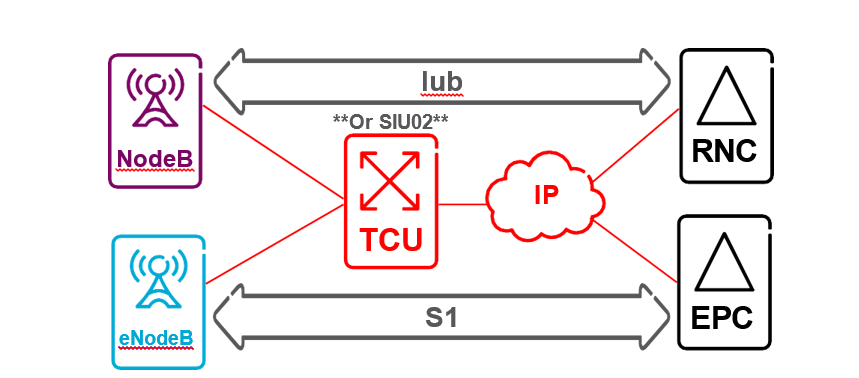 Iub
NodeB
**Or SIU02**
RNC
IP
TCU
eNodeB
S1
EPC